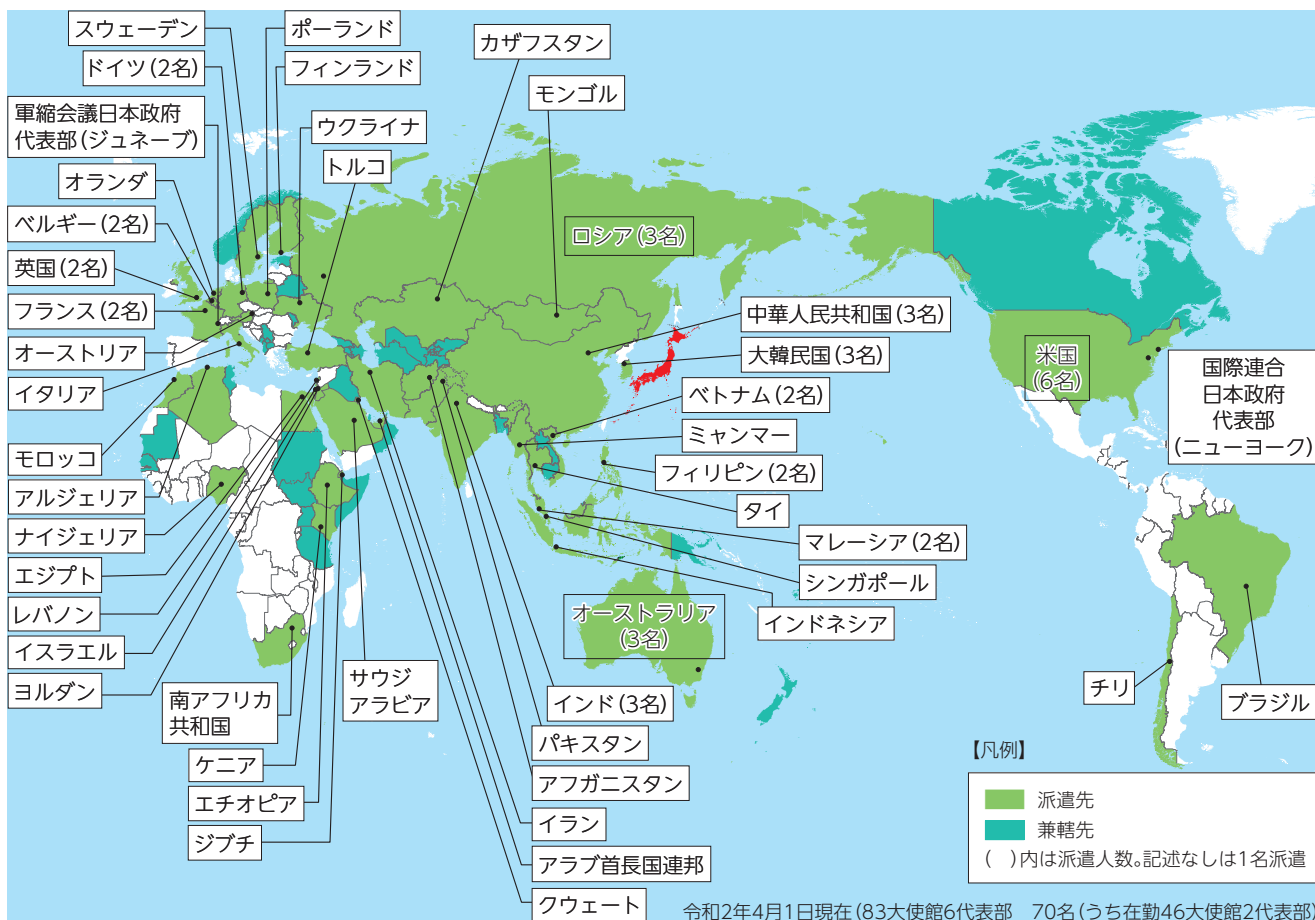 スウェーデン
ドイツ(2名)
軍縮会議日本政府
代表部(ジュネーブ)
オランダ
ベルギー(2名)
英国(2名)
フランス(2名)
オーストリア
イタリア
モロッコ
アルジェリア
ナイジェリア
エジプト
レバノン
イスラエル
ヨルダン
ポーランド
フィンランド
ウクライナ
トルコ
カザフスタン
モンゴル
ロシア(3名)
中華人民共和国(3名)
大韓民国(3名)
ベトナム(2名)
ミャンマー
フィリピン(2名)
タイ
マレーシア(2名)
シンガポール
インドネシア
オーストラリア
(3名)
米国
(6名)
国際連合
日本政府
代表部
(ニューヨーク)
チリ
ブラジル
南アフリカ
共和国
ケニア
エチオピア
ジブチ
サウジ
アラビア
インド(3名)
パキスタン
アフガニスタン
イラン
アラブ首長国連邦
クウェート
【凡例】
派遣先
兼轄先
( )内は派遣人数。記述なしは1名派遣
令和2年4月1日現在(83大使館6代表部 70名(うち在勤46大使館2代表部)